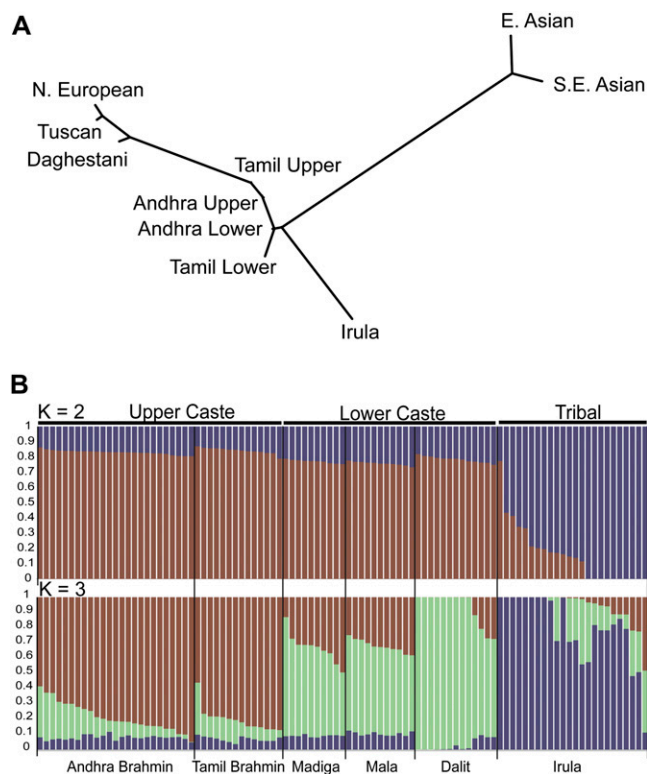 A
E. Asian
S.E. Asian
N. European
Tuscan
Daghestani
Tamil Upper
Andhra Upper
Andhra Lower
Tamil Lower
Irula
B
K = 2 Upper Caste Lower Caste Tribal
1
0.9
0.8
0.7
0.6
0.5
0.4
0.3
0.2
0.1
0
K = 3
1
0.9
0.8
0.7
0.6
0.5
0.4
0.3
0.2
0.1
0
Andhra Brahmin Tamil Brahmin Madiga Mala Dalit Irula